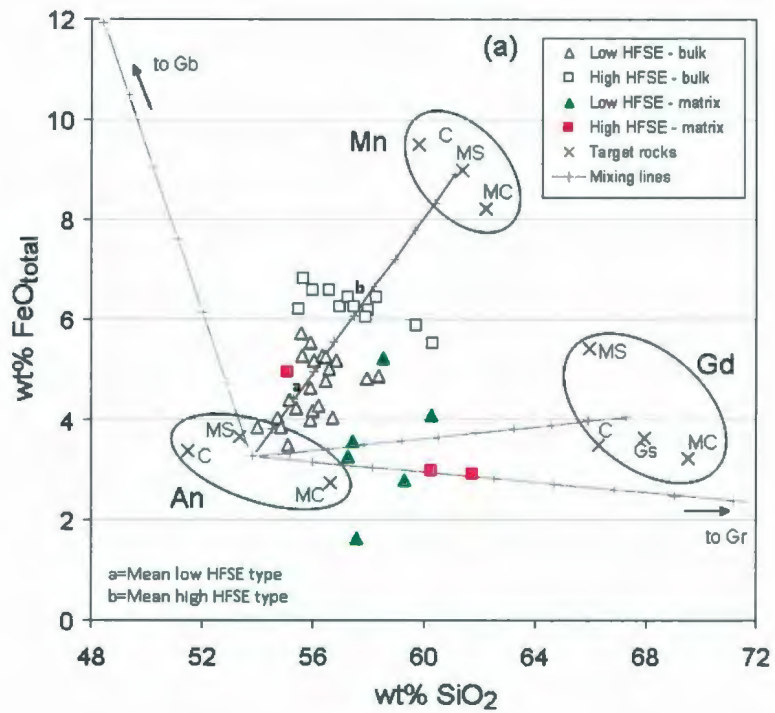 (a)
Low HFSE - bulk
High HFSE - bulk
Low HFSE - matrix
High HFSE - matrix
Target rocks
Mixing lines
12
10
8
6
4
2
0
wt% FeOtotal
to Gb
Mn
C
MS
MC
b
a
Gd
MS
C
Gs
MC
MS
C
MC
An
to Gr
a=Mean low HFSE type
b=Mean high HFSE type
48 52 56 60 64 68 72
wt% SiO2